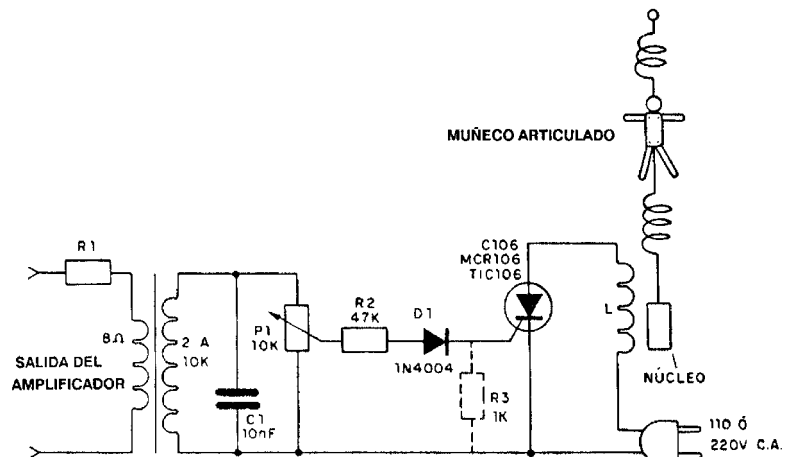 MUÑECO ARTICULADO
C106
MCR106
TIC106
R1
R2
47K
D1
P1
10K
8Ω
2 A
10K
L
1N4004
SALIDA DEL
AMPLIFICADOR
NÚCLEO
R3
1K
C1
10nF
110 Ó
220V C.A.